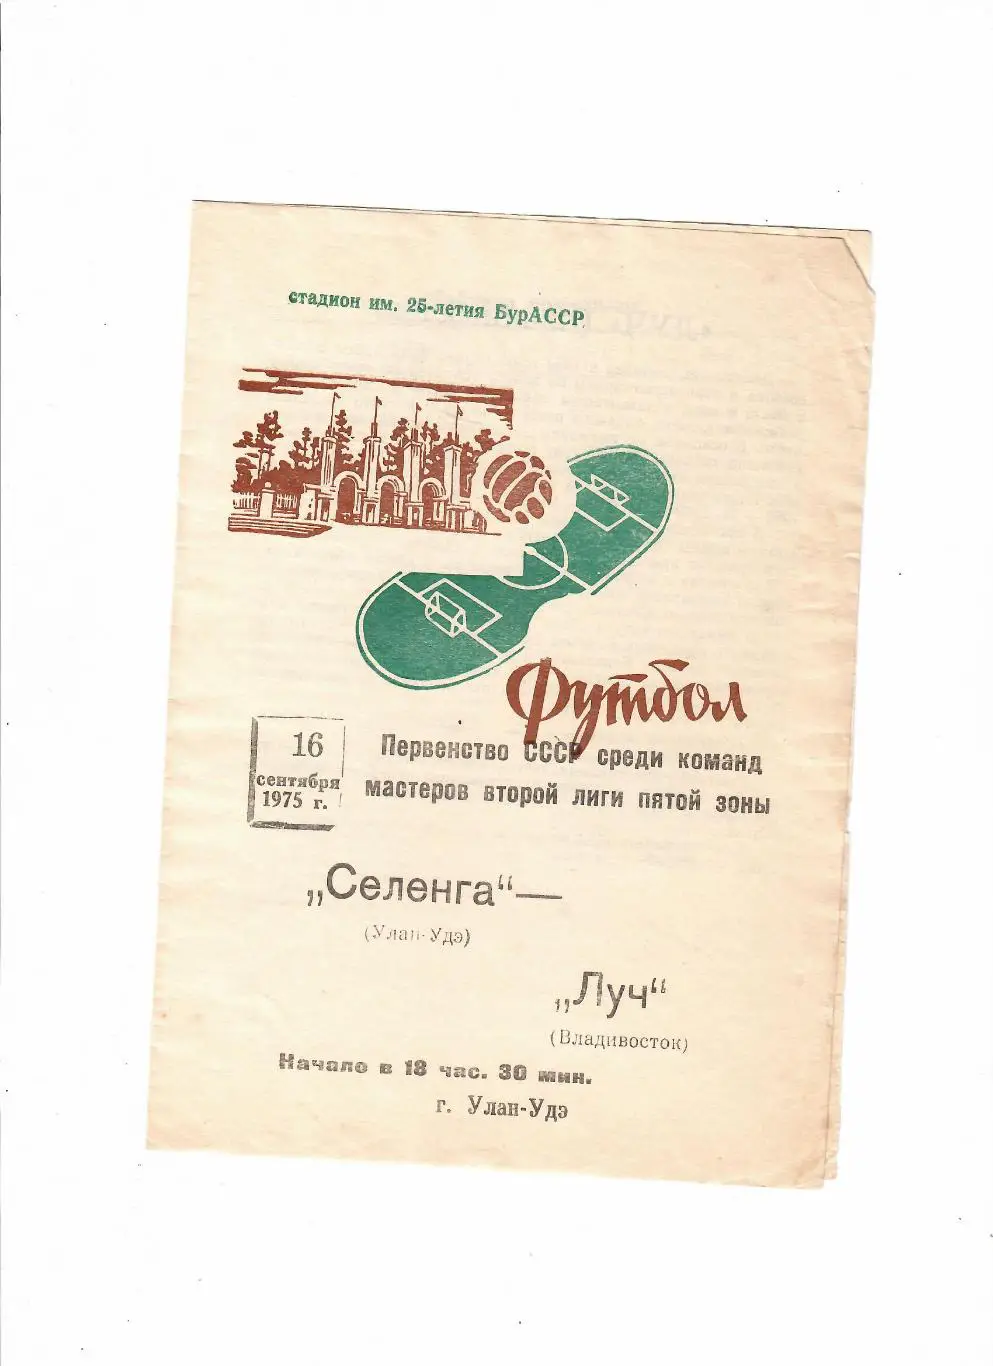 стадион им. 25-летия БурАССР.
Футбол
16
сентября
1975 г.
Первенство СССР среди команд
мастеров второй лиги пятой зоны
„Селенга“—
(Улан-Удэ)
„Луч“
(Владивосток)
Начало в 18 час. 30 мин.
г. Улан-Удэ